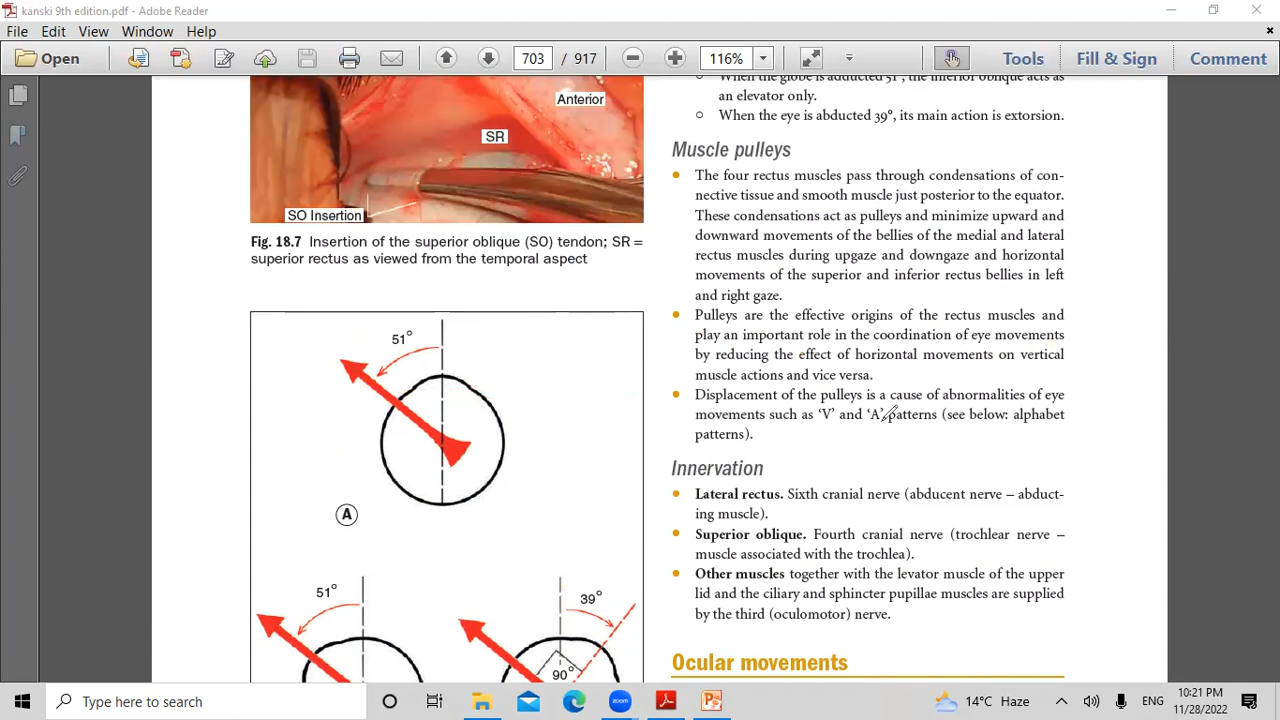 kanski 9th edition.pdf - Adobe Reader
File Edit View Window Help
Open 703 / 917 116% Tools Fill & Sign Comment
Anterior
SR
SO Insertion
Fig. 18.7 Insertion of the superior oblique (SO) tendon; SR =
superior rectus as viewed from the temporal aspect
51°
A
51°
39°
90°
When the globe is adducted 51°, the inferior oblique acts as
an elevator only.
When the eye is abducted 39°, its main action is extorsion.
Muscle pulleys
The four rectus muscles pass through condensations of con-
nective tissue and smooth muscle just posterior to the equator.
These condensations act as pulleys and minimize upward and
downward movements of the bellies of the medial and lateral
rectus muscles during upgaze and downgaze and horizontal
movements of the superior and inferior rectus bellies in left
and right gaze.
Pulleys are the effective origins of the rectus muscles and
play an important role in the coordination of eye movements
by reducing the effect of horizontal movements on vertical
muscle actions and vice versa.
Displacement of the pulleys is a cause of abnormalities of eye
movements such as ‘V’ and ‘A’ patterns (see below: alphabet
patterns).
Innervation
Lateral rectus. Sixth cranial nerve (abducent nerve – abduct-
ing muscle).
Superior oblique. Fourth cranial nerve (trochlear nerve –
muscle associated with the trochlea).
Other muscles together with the levator muscle of the upper
lid and the ciliary and sphincter pupillae muscles are supplied
by the third (oculomotor) nerve.
Ocular movements
Type here to search
14°C Haze
ENG
10:21 PM
11/28/2022